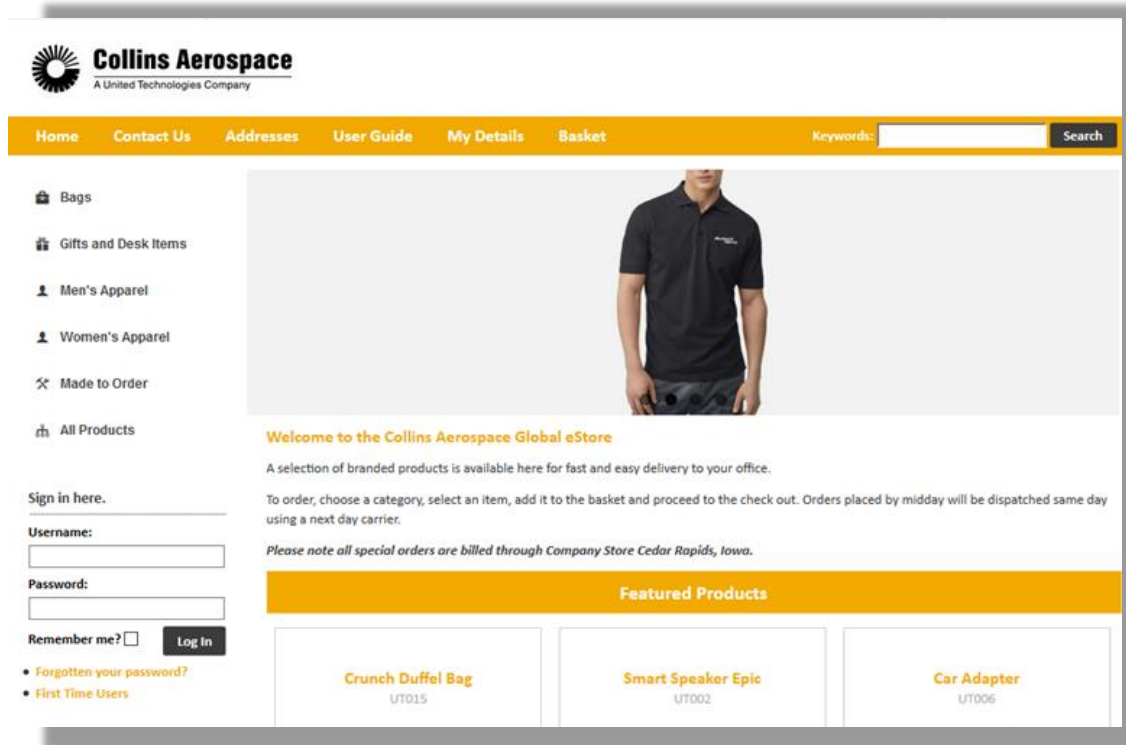 Collins Aerospace
A United Technologies Company
Home Contact Us Addresses User Guide My Details Basket Keywords: Search
Bags
Gifts and Desk Items
Men's Apparel
Women's Apparel
Made to Order
All Products
Sign in here.
Username:
Password:
Remember me? Log In
Forgotten your password?
First Time Users
Welcome to the Collins Aerospace Global eStore
A selection of branded products is available here for fast and easy delivery to your office.
To order, choose a category, select an item, add it to the basket and proceed to the check out. Orders placed by midday will be dispatched same day
using a next day carrier.
Please note all special orders are billed through Company Store Cedar Rapids, Iowa.
Featured Products
Crunch Duffel Bag
UT015
Smart Speaker Epic
UT002
Car Adapter
UT006